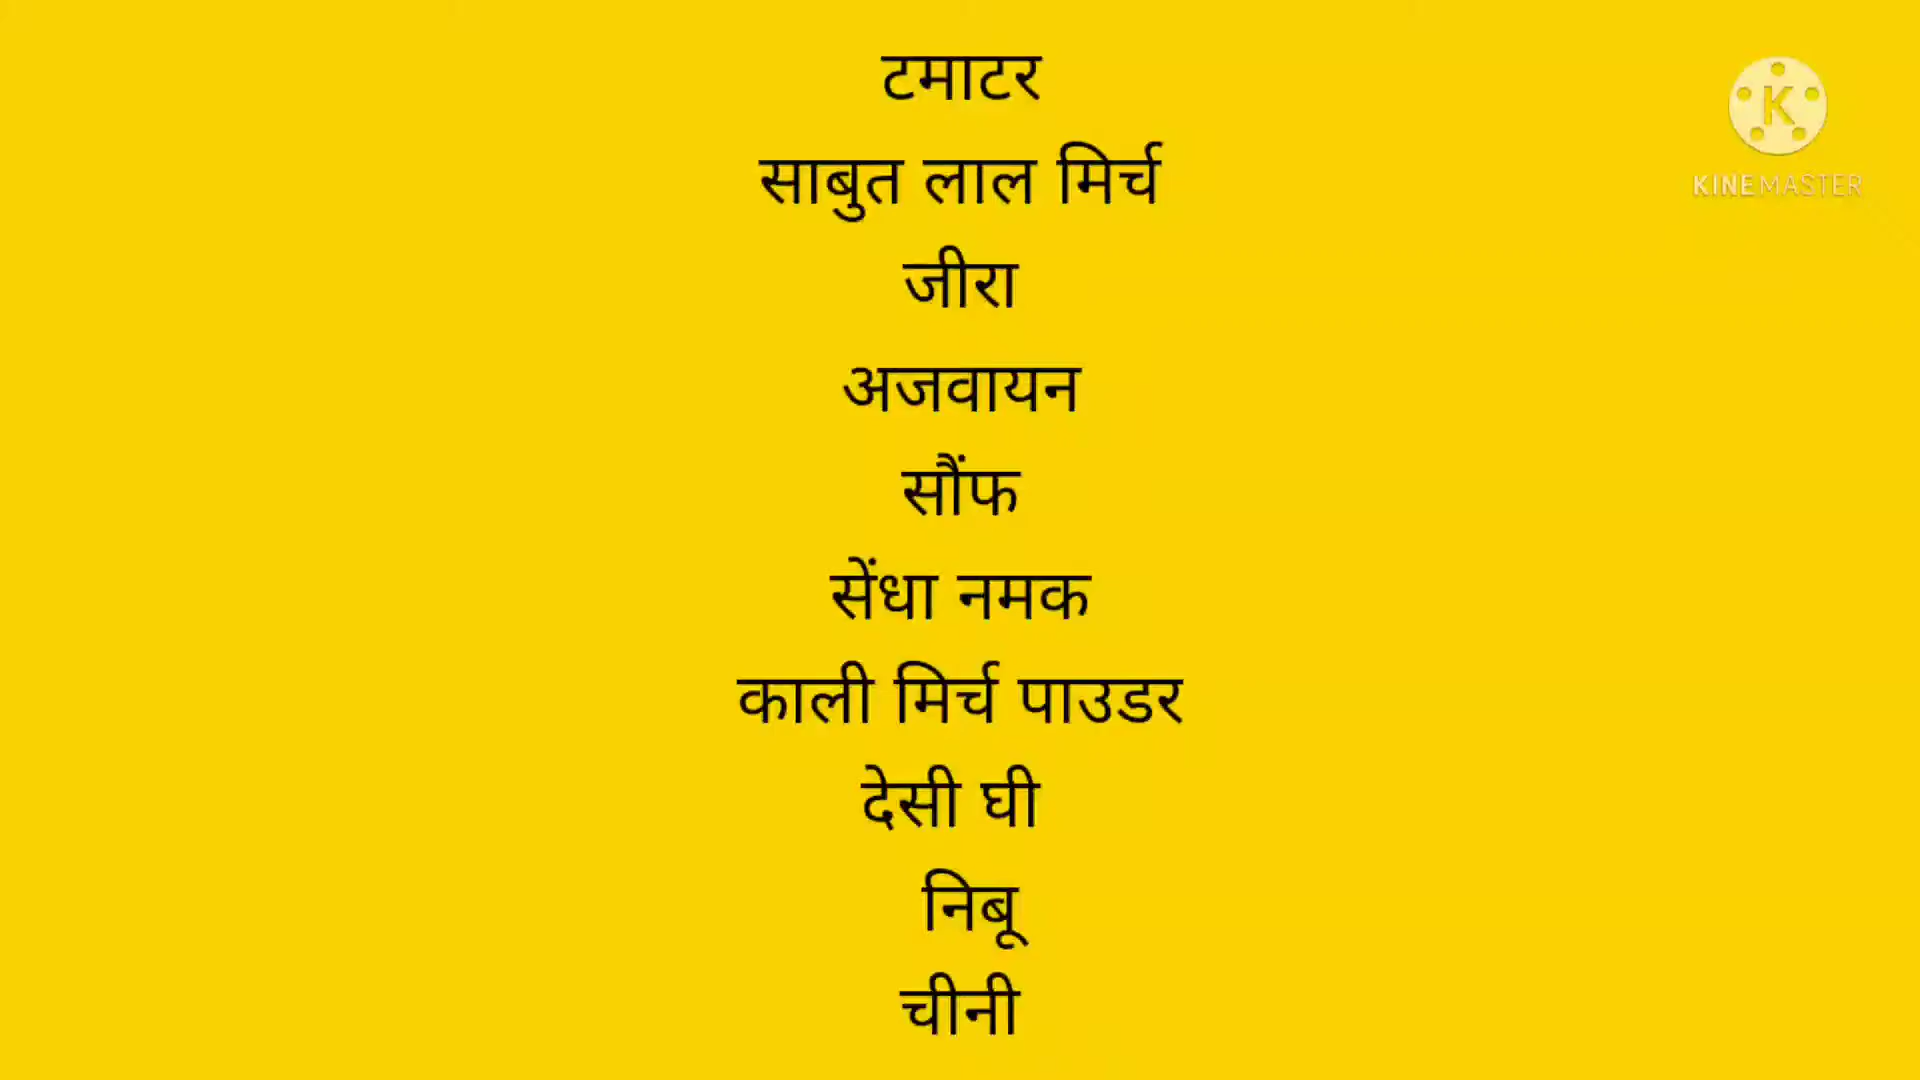 टमाटर
साबुत लाल मिर्च
जीरा
अजवायन
सौंफ
सेंधा नमक
काली मिर्च पाउडर
देसी घी
निबू
चीनी
K
KINEMASTER